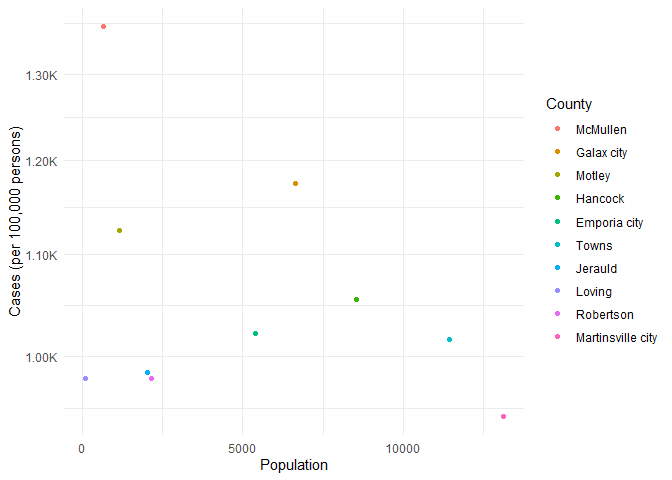 Cases (per 100,000 persons)
1.30K
1.20K
1.10K
1.00K
0
5000
10000
Population
County
McMullen
Galax city
Motley
Hancock
Emporia city
Towns
Jerauld
Loving
Robertson
Martinsville city